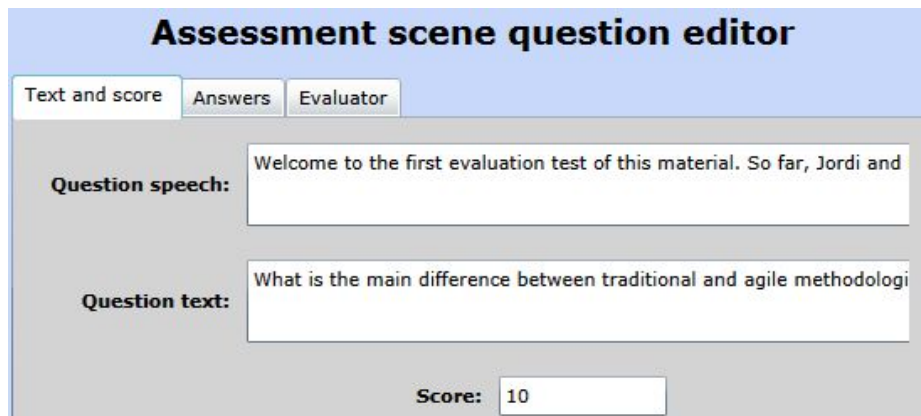 Assessment scene question editor
Text and score Answers Evaluator
Question speech: Welcome to the first evaluation test of this material. So far, Jordi and
Question text: What is the main difference between traditional and agile methodologi
Score: 10